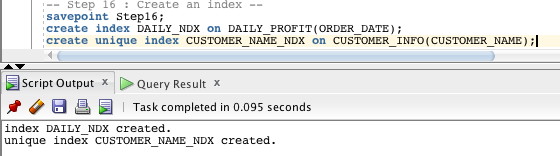 -- Step 16 : Create an index --
savepoint Step16;
create index DAILY_NDX on DAILY_PROFIT(ORDER_DATE);
create unique index CUSTOMER_NAME_NDX on CUSTOMER_INFO(CUSTOMER_NAME);
Script Output x Query Result x
Task completed in 0.095 seconds
index DAILY_NDX created.
unique index CUSTOMER_NAME_NDX created.